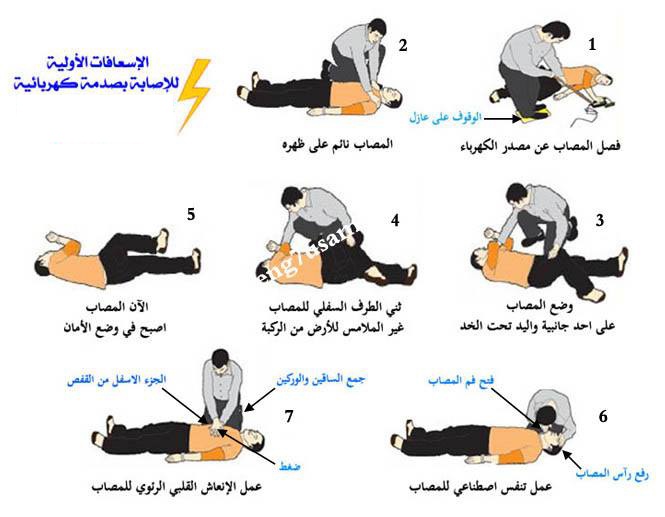 الإسعافات الأولية
للإصابة بصدمة كهربائية
1
الوقوف على عازل
فصل المصاب عن مصدر الكهرباء
2
المصاب نائم على ظهره
3
وضع المصاب
على احد جانبية واليد تحت الخد
4
ثني الطرف السفلي للمصاب
غير الملامس للأرض من الركبة
5
الآن المصاب
اصبح في وضع الأمان
eng7usam
6
فتح فم المصاب
رفع رآس المصاب
عمل تنفس اصطناعي للمصاب
7
جمع الساقين والوركين
الجزء الاسفل من القفص
ضغط
عمل الإنعاش القلبي الرئوي للمصاب